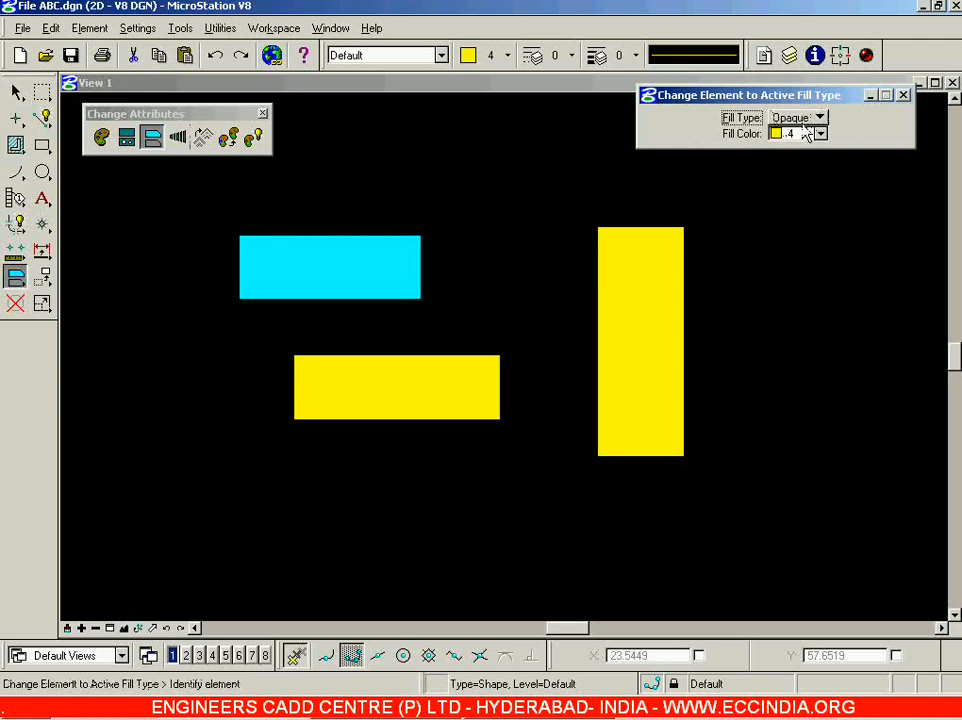 File ABC.dgn (2D - V8 DGN) - MicroStation V8
File Edit Element Settings Tools Utilities Workspace Window Help
Default 4 0 0
View 1
Change Attributes
Change Element to Active Fill Type
Fill Type: Opaque
Fill Color: 4
Default Views 1 2 3 4 5 6 7 8 X: 23.5449 Y: 57.6519
Change Element to Active Fill Type > Identify element Type=Shape, Level=Default Default
ENGINEERS CADD CENTRE (P) LTD - HYDERABAD- INDIA - WWW.ECCINDIA.ORG